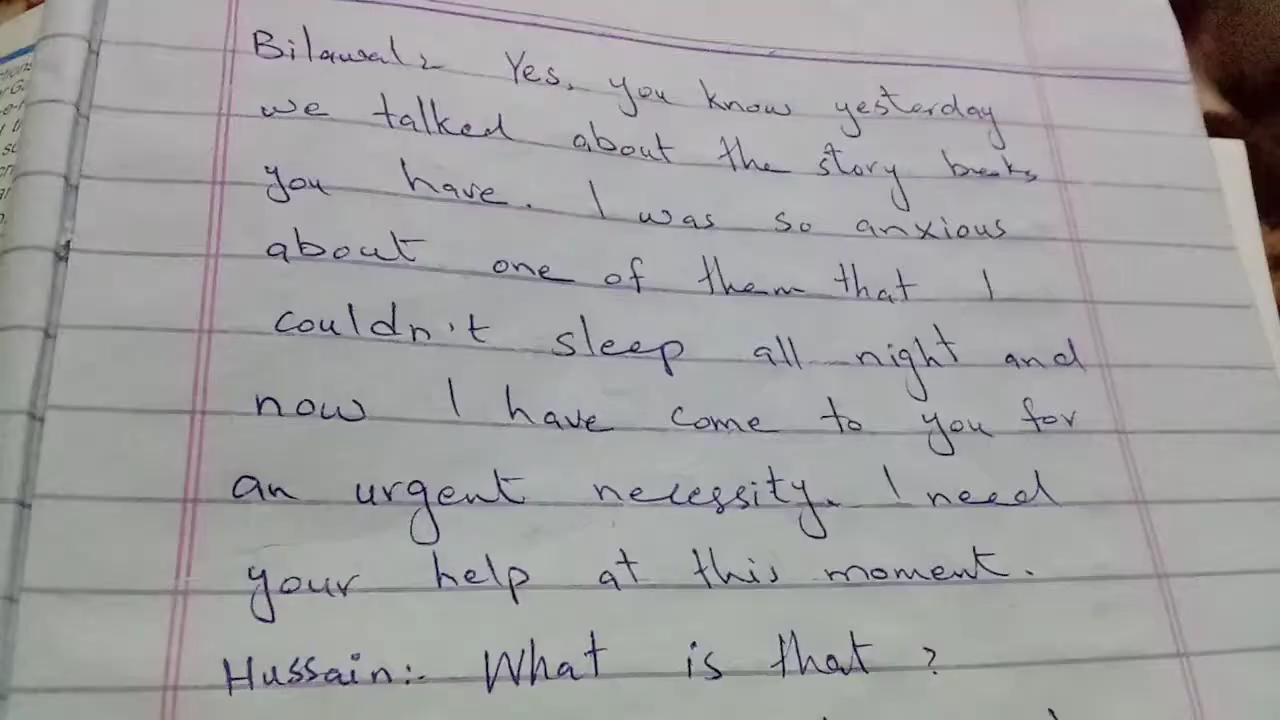 Bilawal:- Yes, you know yesterday
we talked about the story books
you have. I was so anxious
about one of them that I
couldn't sleep all night and
now I have come to you for
an urgent necessity. I need
your help at this moment.
Hussain:- What is that ?